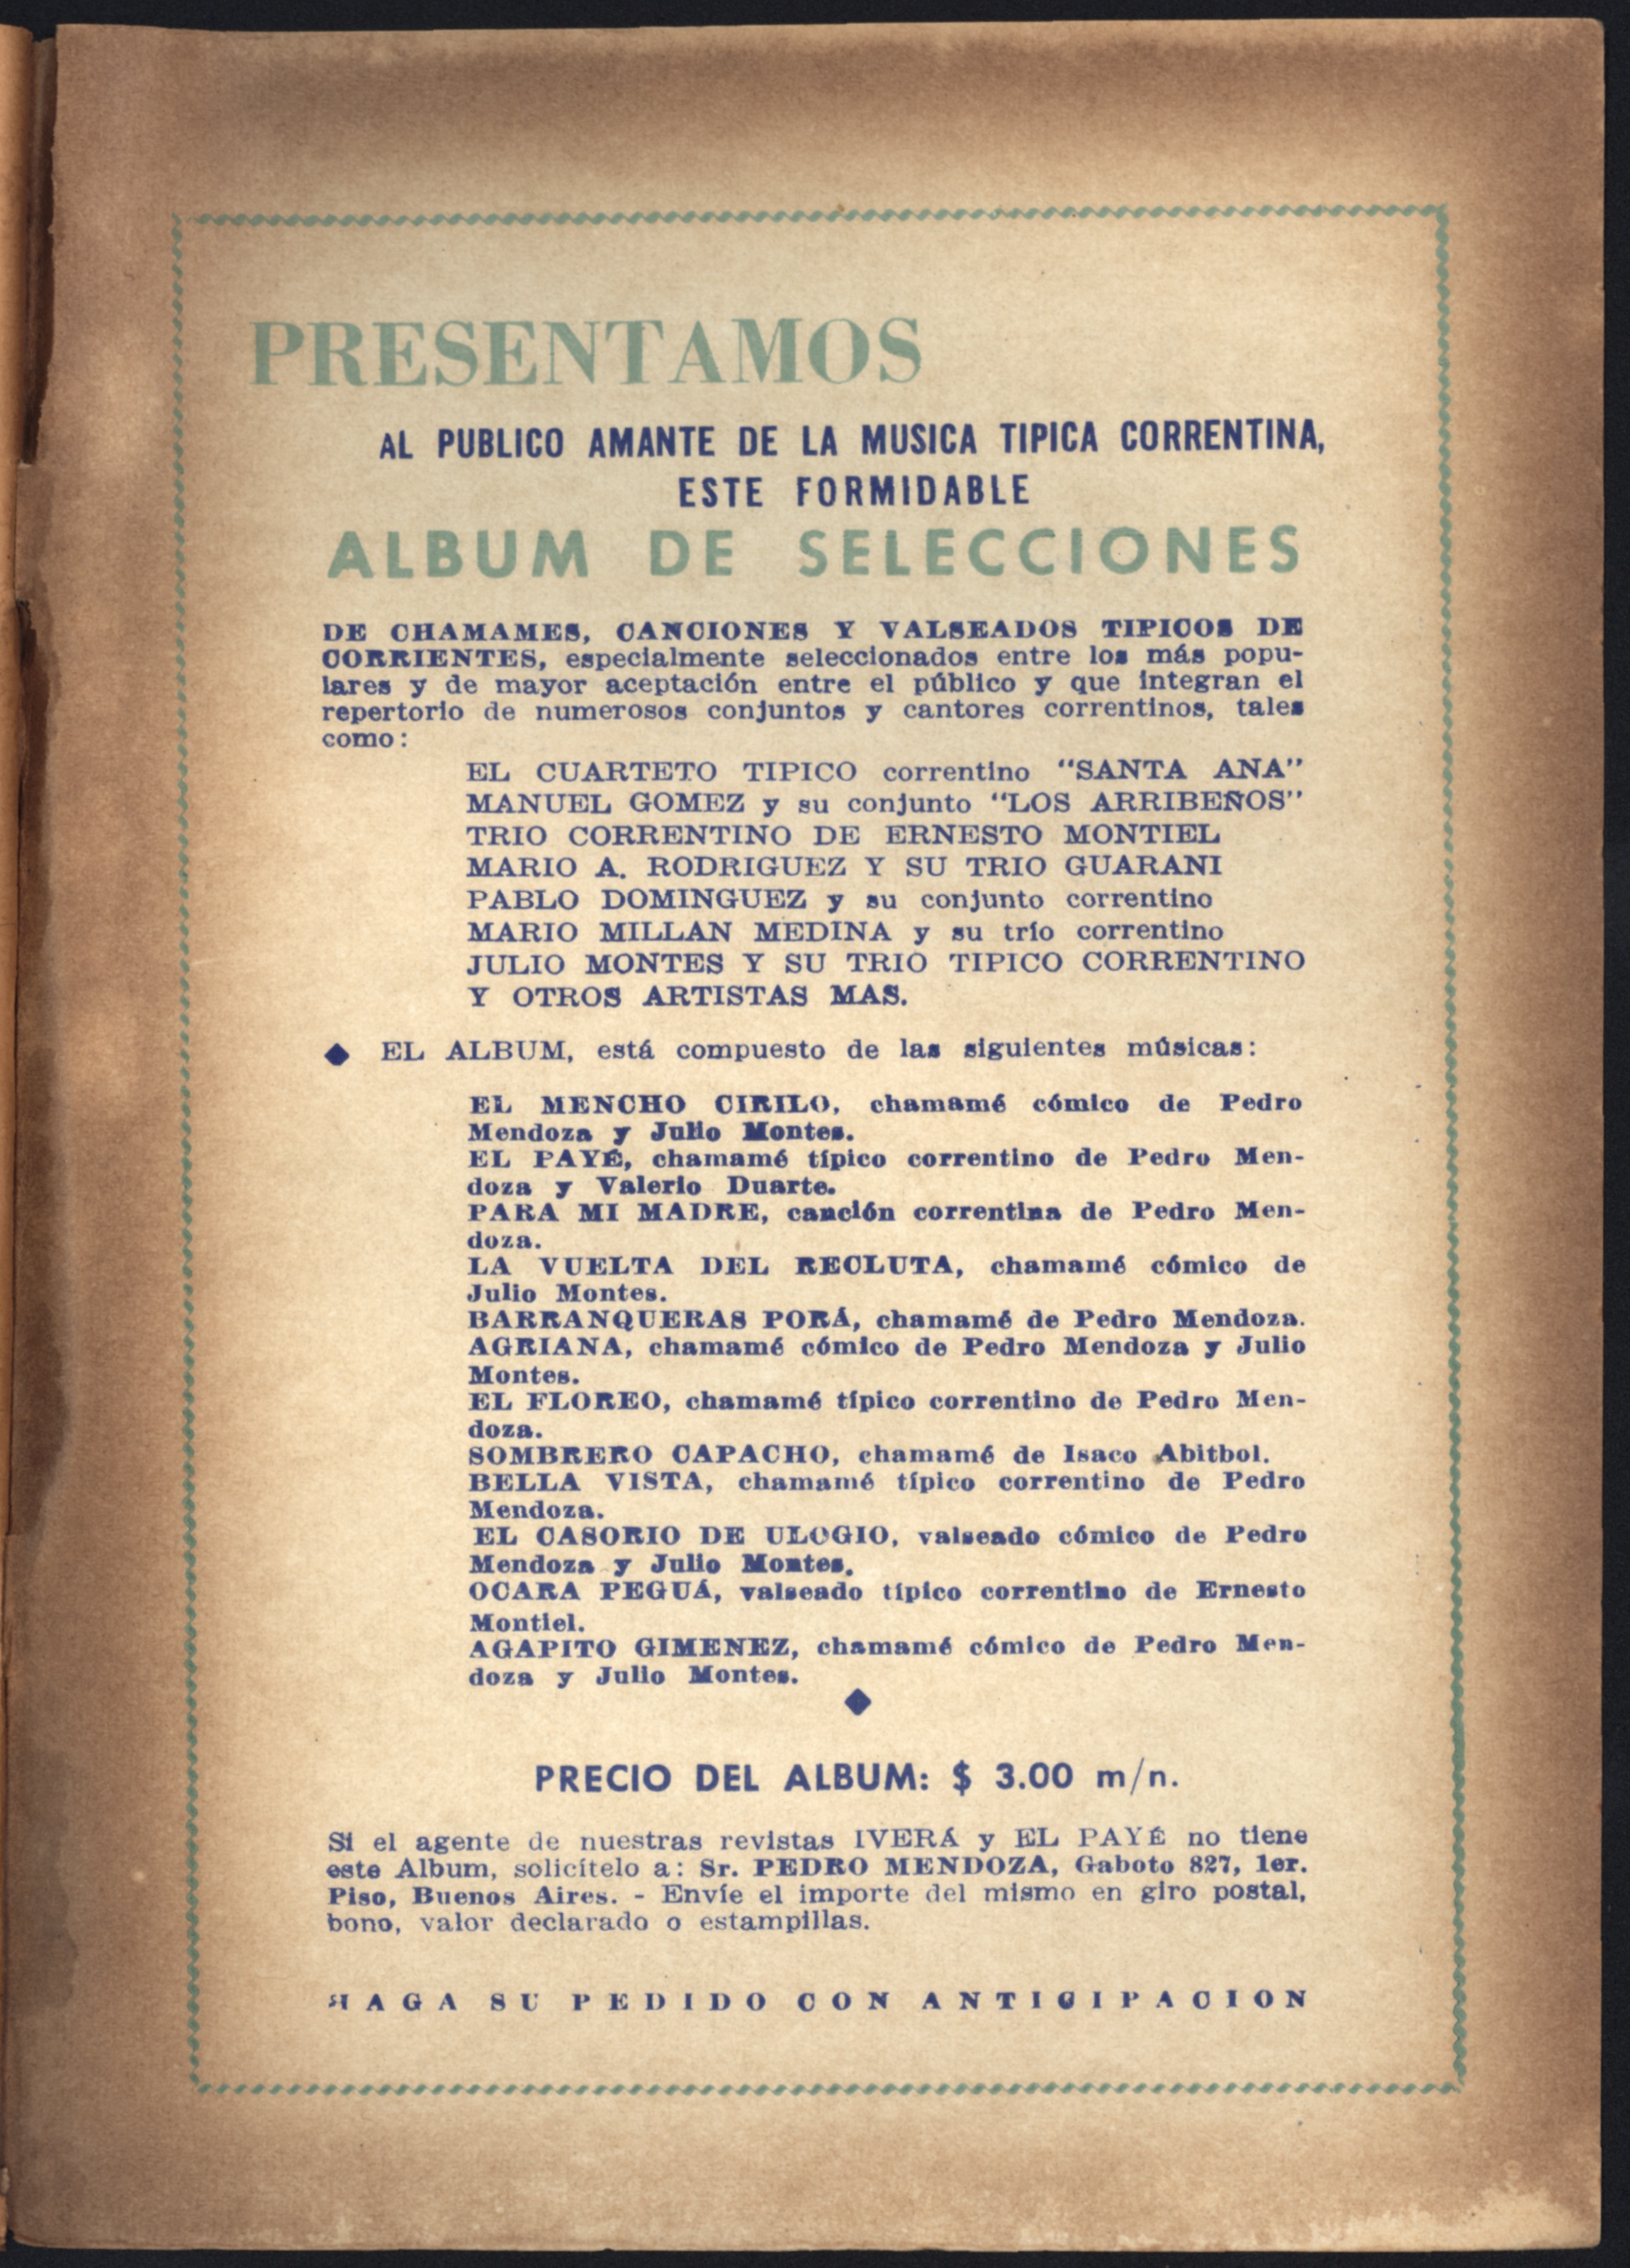 PRESENTAMOS
AL PUBLICO AMANTE DE LA MUSICA TIPICA CORRENTINA,
ESTE FORMIDABLE
ALBUM DE SELECCIONES
DE CHAMAMES, CANCIONES Y VALSEADOS TIPICOS DE
CORRIENTES, especialmente seleccionados entre los más popu-
lares y de mayor aceptación entre el público y que integran el
repertorio de numerosos conjuntos y cantores correntinos, tales
como:
EL CUARTETO TIPICO correntino "SANTA ANA"
MANUEL GOMEZ y su conjunto "LOS ARRIBEÑOS"
TRIO CORRENTINO DE ERNESTO MONTIEL
MARIO A. RODRIGUEZ Y SU TRIO GUARANI
PABLO DOMINGUEZ y su conjunto correntino
MARIO MILLAN MEDINA y su trío correntino
JULIO MONTES Y SU TRIO TIPICO CORRENTINO
Y OTROS ARTISTAS MAS.
◆ EL ALBUM, está compuesto de las siguientes músicas:
EL MENCHO CIRILO, chamamé cómico de Pedro
Mendoza y Julio Montes.
EL PAYÉ, chamamé típico correntino de Pedro Men-
doza y Valerio Duarte.
PARA MI MADRE, canción correntina de Pedro Men-
doza.
LA VUELTA DEL RECLUTA, chamamé cómico de
Julio Montes.
BARRANQUERAS PORÁ, chamamé de Pedro Mendoza.
AGRIANA, chamamé cómico de Pedro Mendoza y Julio
Montes.
EL FLOREO, chamamé típico correntino de Pedro Men-
doza.
SOMBRERO CAPACHO, chamamé de Isaco Abitbol.
BELLA VISTA, chamamé típico correntino de Pedro
Mendoza.
EL CASORIO DE ULOGIO, valseado cómico de Pedro
Mendoza y Julio Montes.
OCARA PEGUÁ, valseado típico correntino de Ernesto
Montiel.
AGAPITO GIMENEZ, chamamé cómico de Pedro Men-
doza y Julio Montes.
◆
PRECIO DEL ALBUM: $ 3.00 m/n.
Si el agente de nuestras revistas IVERÁ y EL PAYÉ no tiene
este Album, solicítelo a: Sr. PEDRO MENDOZA, Gaboto 827, 1er.
Piso, Buenos Aires. - Envíe el importe del mismo en giro postal,
bono, valor declarado o estampillas.
HAGA SU PEDIDO CON ANTICIPACION